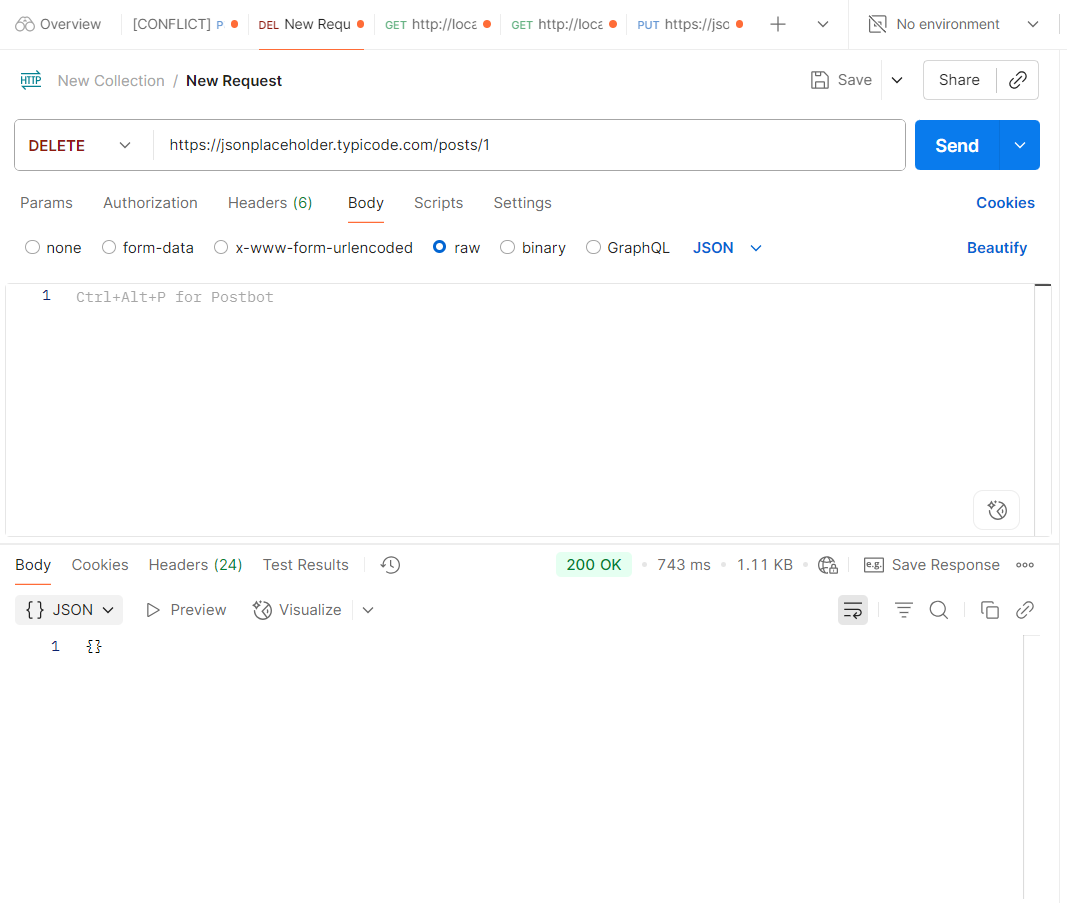 Overview [CONFLICT] P DEL New Requ GET http://loca GET http://loca PUT https://jsc No environment
HTTP New Collection / New Request Save Share
DELETE https://jsonplaceholder.typicode.com/posts/1 Send
Params Authorization Headers (6) Body Scripts Settings Cookies
none form-data x-www-form-urlencoded raw binary GraphQL JSON Beautify
1 Ctrl+Alt+P for Postbot
Body Cookies Headers (24) Test Results 200 OK • 743 ms • 1.11 KB • e.g. Save Response
{} JSON Preview Visualize
1 {}